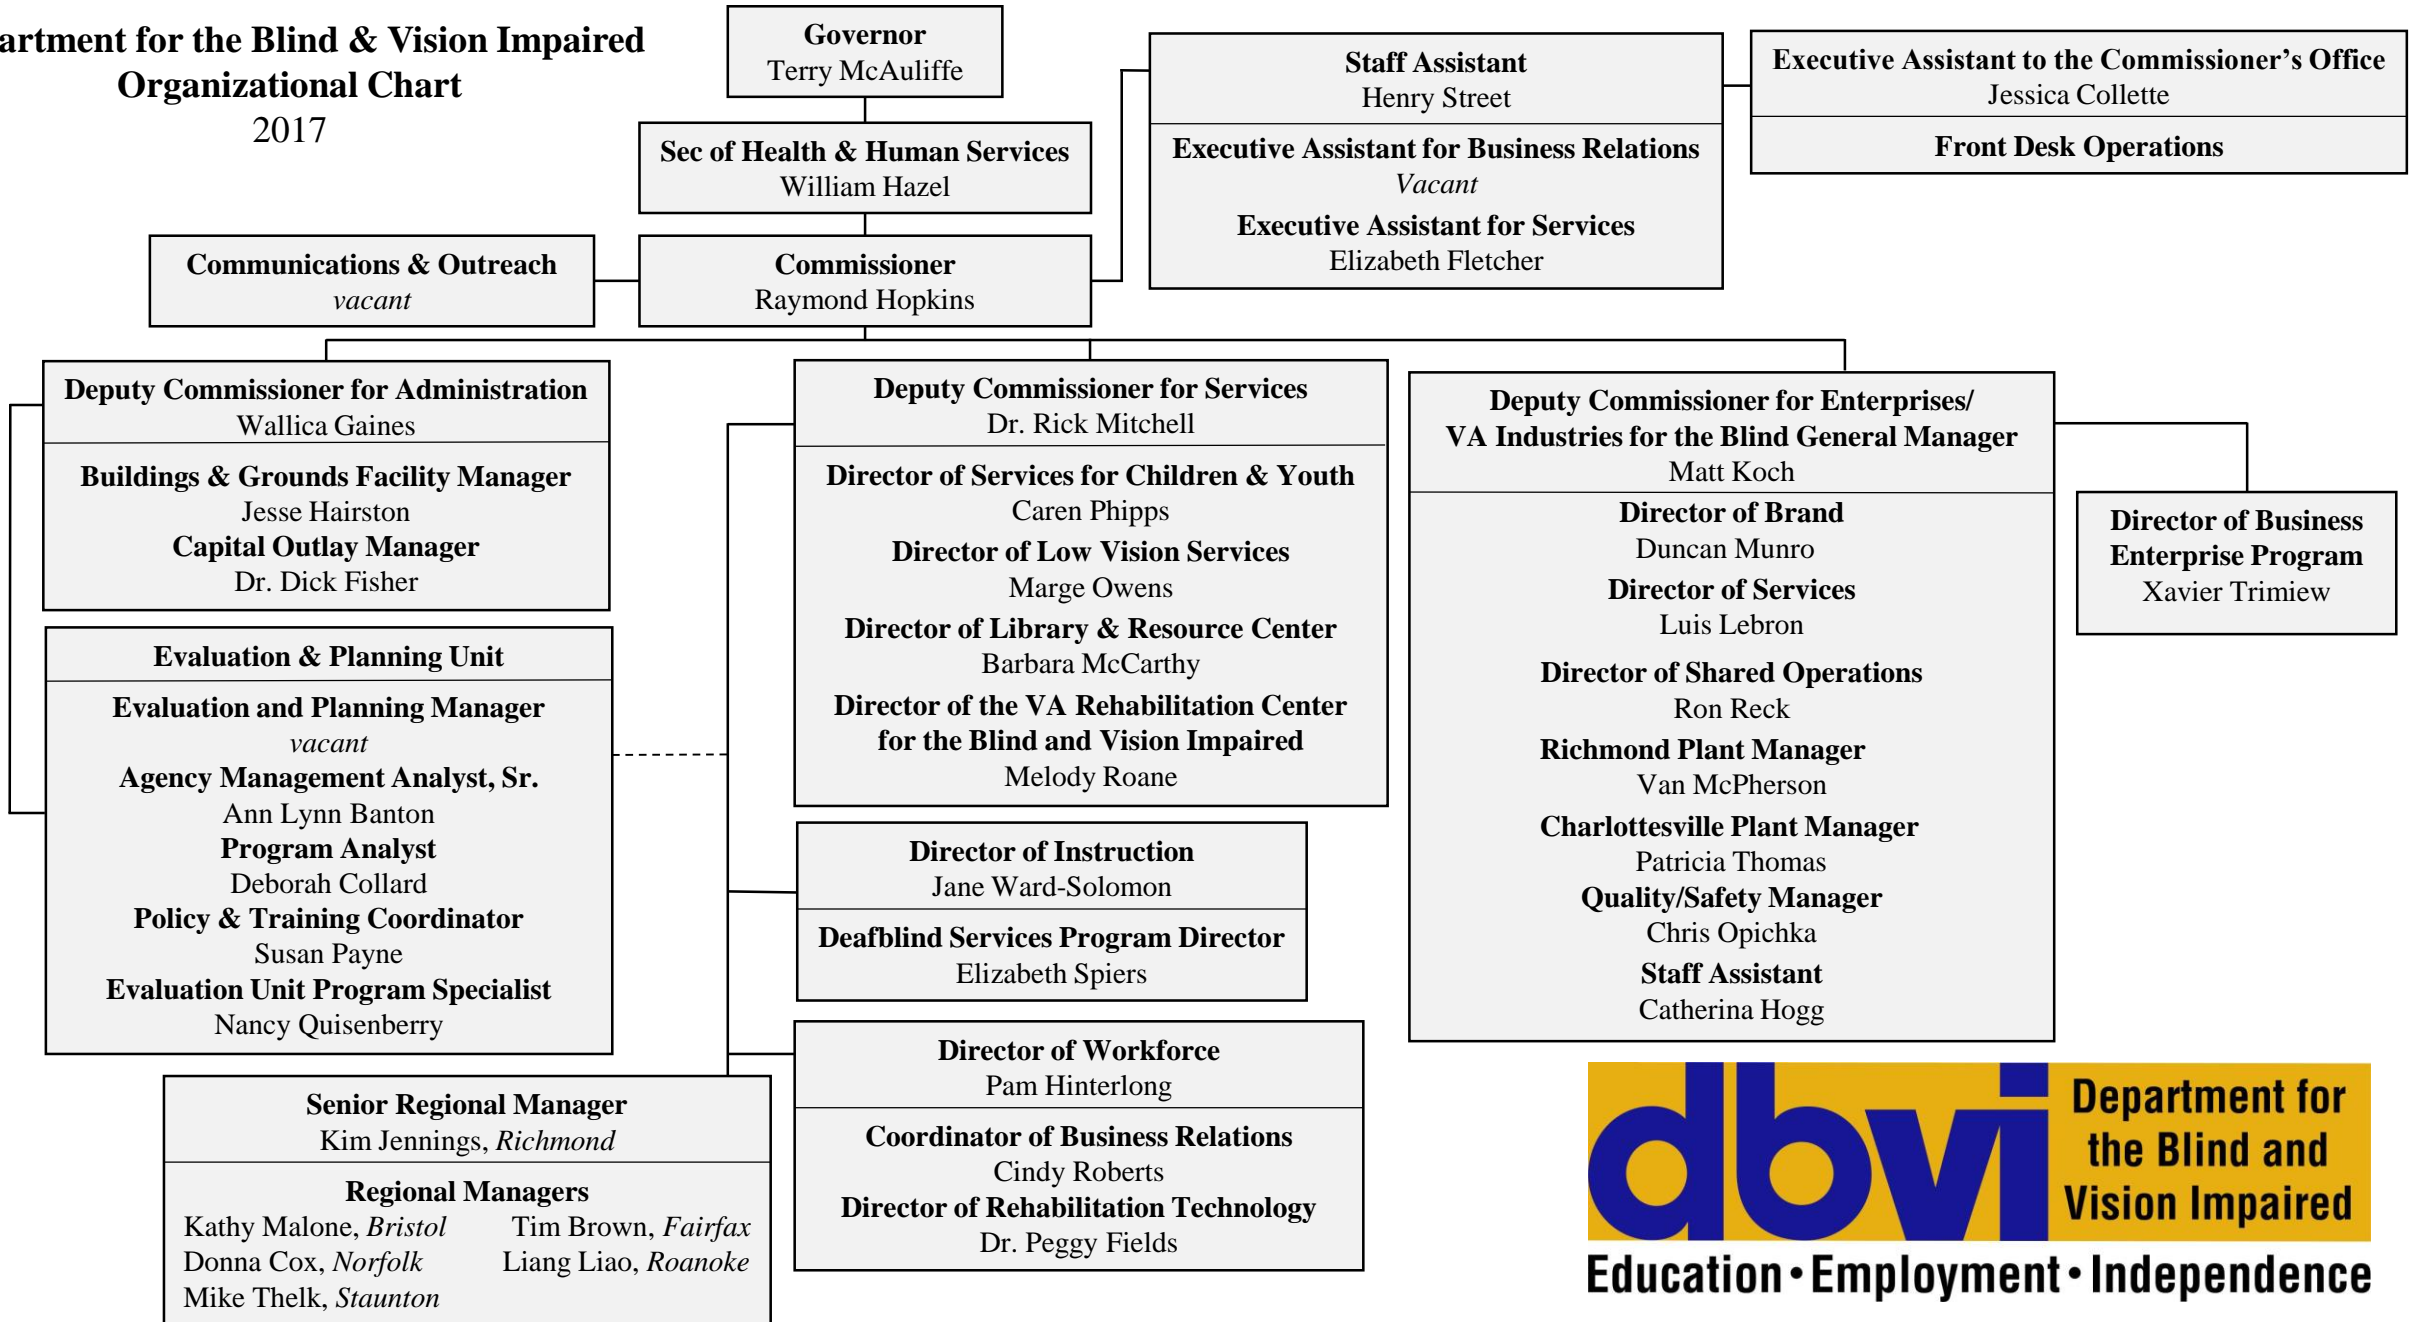 artment for the Blind & Vision Impaired
Organizational Chart
2017
Governor
Terry McAuliffe
Sec of Health & Human Services
William Hazel
Commissioner
Raymond Hopkins
Communications & Outreach
vacant
Staff Assistant
Henry Street
Executive Assistant for Business Relations
Vacant
Executive Assistant for Services
Elizabeth Fletcher
Executive Assistant to the Commissioner’s Office
Jessica Collette
Front Desk Operations
Deputy Commissioner for Administration
Wallica Gaines
Buildings & Grounds Facility Manager
Jesse Hairston
Capital Outlay Manager
Dr. Dick Fisher
Evaluation & Planning Unit
Evaluation and Planning Manager
vacant
Agency Management Analyst, Sr.
Ann Lynn Banton
Program Analyst
Deborah Collard
Policy & Training Coordinator
Susan Payne
Evaluation Unit Program Specialist
Nancy Quisenberry
Senior Regional Manager
Kim Jennings, Richmond
Regional Managers
Kathy Malone, Bristol Tim Brown, Fairfax
Donna Cox, Norfolk Liang Liao, Roanoke
Mike Thelk, Staunton
Deputy Commissioner for Services
Dr. Rick Mitchell
Director of Services for Children & Youth
Caren Phipps
Director of Low Vision Services
Marge Owens
Director of Library & Resource Center
Barbara McCarthy
Director of the VA Rehabilitation Center
for the Blind and Vision Impaired
Melody Roane
Director of Instruction
Jane Ward-Solomon
Deafblind Services Program Director
Elizabeth Spiers
Director of Workforce
Pam Hinterlong
Coordinator of Business Relations
Cindy Roberts
Director of Rehabilitation Technology
Dr. Peggy Fields
Deputy Commissioner for Enterprises/
VA Industries for the Blind General Manager
Matt Koch
Director of Brand
Duncan Munro
Director of Services
Luis Lebron
Director of Shared Operations
Ron Reck
Richmond Plant Manager
Van McPherson
Charlottesville Plant Manager
Patricia Thomas
Quality/Safety Manager
Chris Opichka
Staff Assistant
Catherina Hogg
Director of Business
Enterprise Program
Xavier Trimiew
dbvi
Department for
the Blind and
Vision Impaired
Education • Employment • Independence